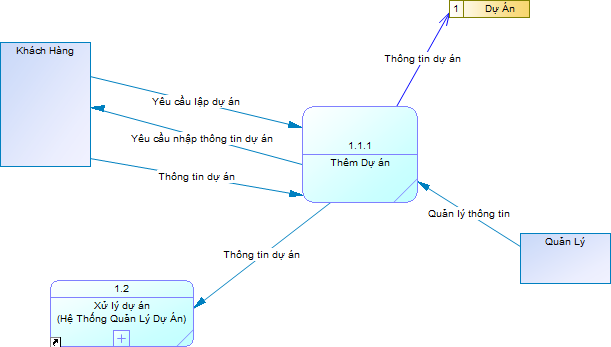 1 Dự Án
Khách Hàng
Thông tin dự án
Yêu cầu lập dự án
Yêu cầu nhập thông tin dự án
1.1.1
Thêm Dự án
Thông tin dự án
Quản lý thông tin
Quản Lý
Thông tin dự án
1.2
Xử lý dự án
(Hệ Thống Quản Lý Dự Án)